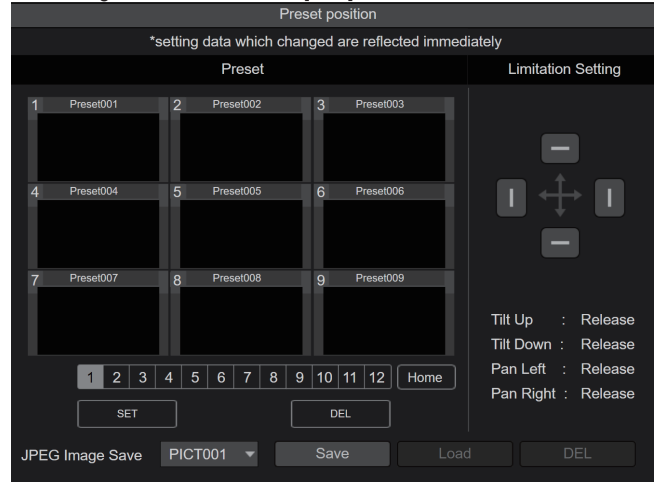 Preset position
*setting data which changed are reflected immediately
Preset
Limitation Setting
1 Preset001
2 Preset002
3 Preset003
4 Preset004
5 Preset005
6 Preset006
7 Preset007
8 Preset008
9 Preset009
1 2 3 4 5 6 7 8 9 10 11 12 Home
SET
DEL
Tilt Up : Release
Tilt Down : Release
Pan Left : Release
Pan Right : Release
JPEG Image Save PICT001 Save Load DEL